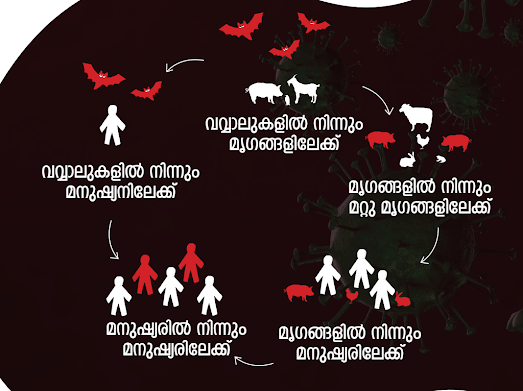 വവ്വാലുകളിൽ നിന്നും
മൃഗങ്ങളിലേക്ക്
വവ്വാലുകളിൽ നിന്നും
മനുഷ്യനിലേക്ക്
മൃഗങ്ങളിൽ നിന്നും
മറ്റു മൃഗങ്ങളിലേക്ക്
മനുഷ്യരിൽ നിന്നും
മനുഷ്യരിലേക്ക്
മൃഗങ്ങളിൽ നിന്നും
മനുഷ്യരിലേക്ക്